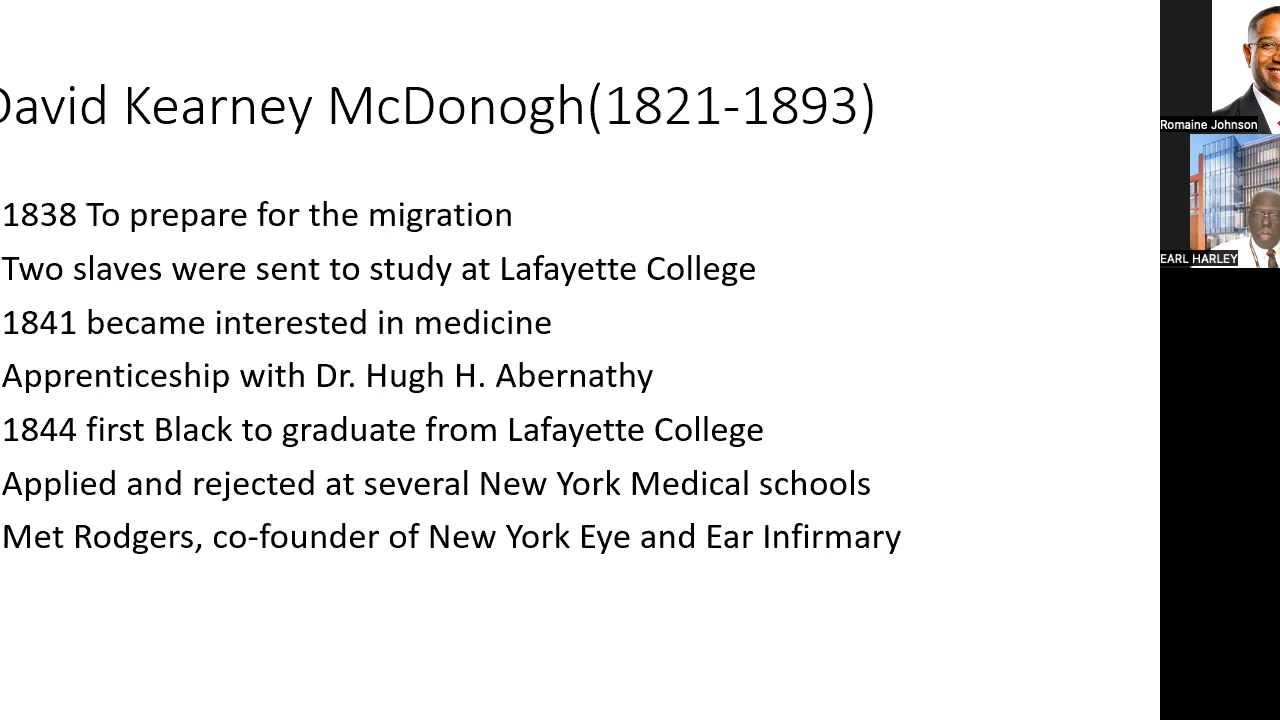 David Kearney McDonogh(1821-1893)
1838 To prepare for the migration
Two slaves were sent to study at Lafayette College
1841 became interested in medicine
Apprenticeship with Dr. Hugh H. Abernathy
1844 first Black to graduate from Lafayette College
Applied and rejected at several New York Medical schools
Met Rodgers, co-founder of New York Eye and Ear Infirmary
Romaine Johnson
EARL HARLEY